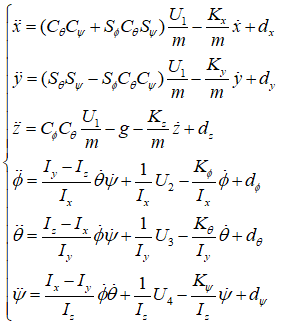 ẍ = (C_θ C_ψ + S_ϕ C_θ S_ψ) U_1/m − K_x/m ẋ + d_x
ÿ = (S_θ S_ψ − S_ϕ C_θ C_ψ) U_1/m − K_y/m ẏ + d_y
z̈ = C_ϕ C_θ U_1/m − g − K_z/m ż + d_z
ϕ̈ = (I_y − I_z)/I_x θ̇ψ̇ + 1/I_x U_2 − K_ϕ/I_x ϕ̇ + d_ϕ
θ̈ = (I_z − I_x)/I_y ϕ̇ψ̇ + 1/I_y U_3 − K_θ/I_y θ̇ + d_θ
ψ̈ = (I_x − I_y)/I_z ϕ̇θ̇ + 1/I_z U_4 − K_ψ/I_z ψ̇ + d_ψ